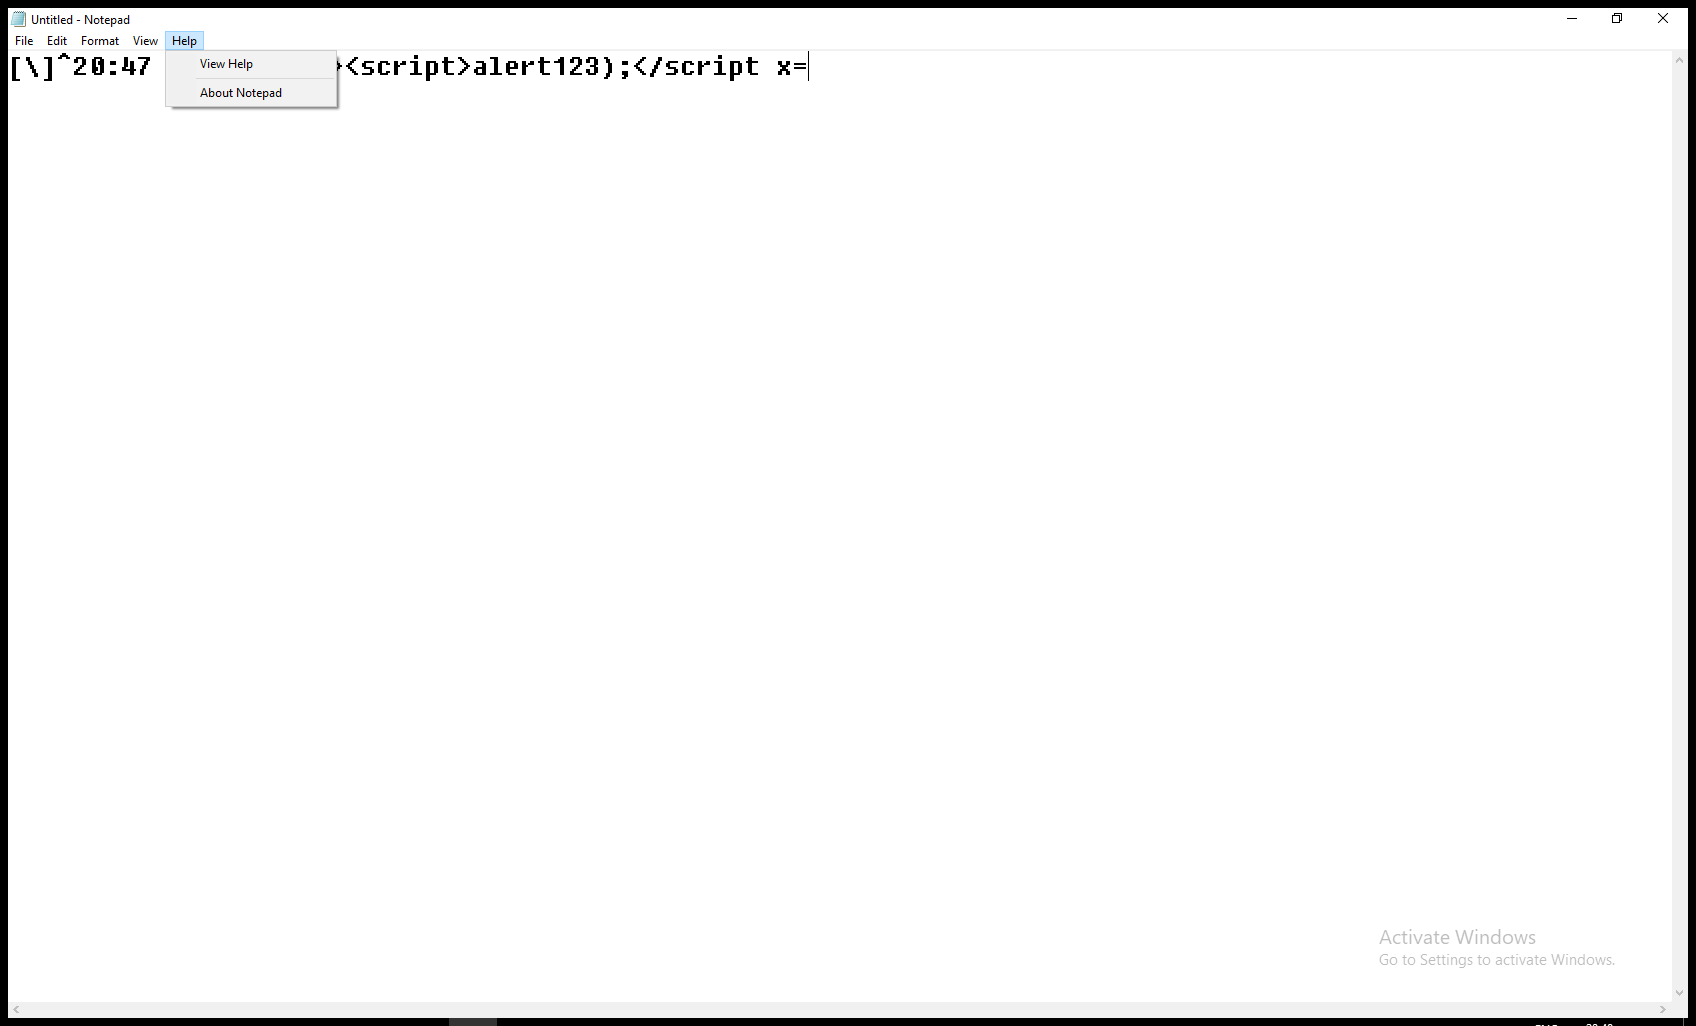 Untitled - Notepad
File Edit Format View Help
[\]^20:47 <script>alert123);</script x=
View Help
About Notepad
Activate Windows
Go to Settings to activate Windows.